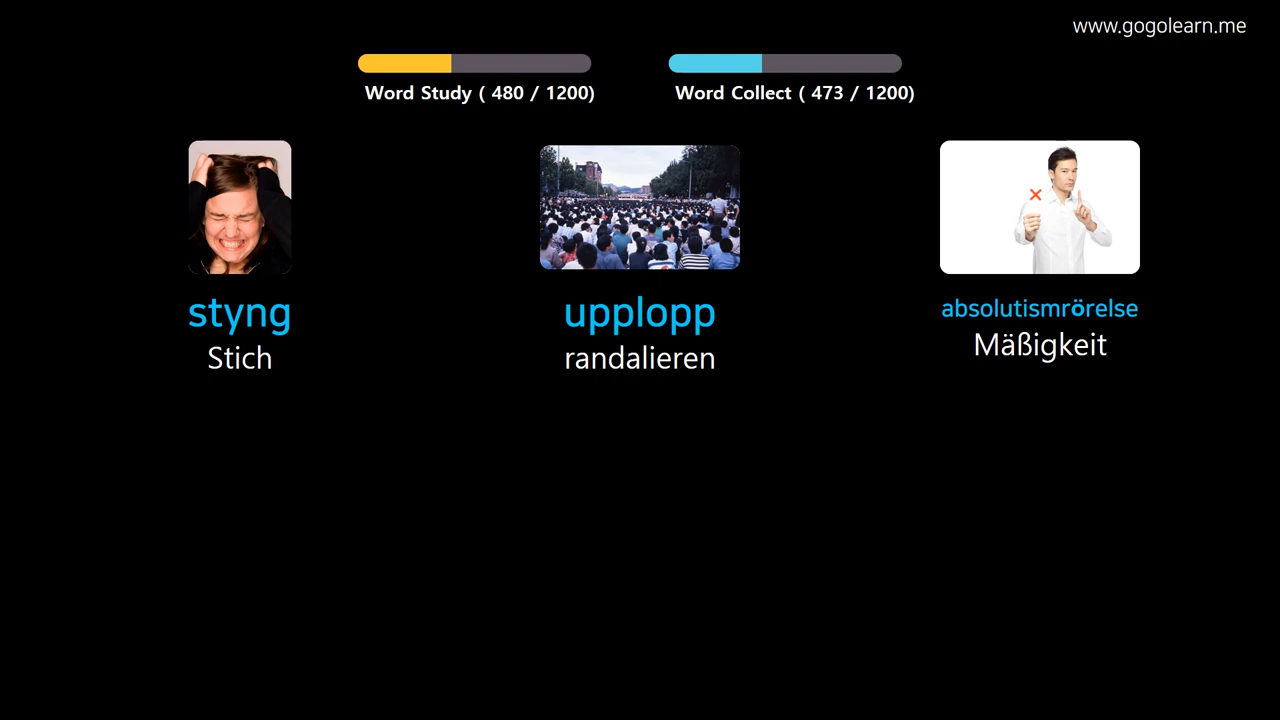 www.gogolearn.me
Word Study ( 480 / 1200)
Word Collect ( 473 / 1200)
styng
Stich
upplopp
randalieren
absolutismrörelse
Mäßigkeit